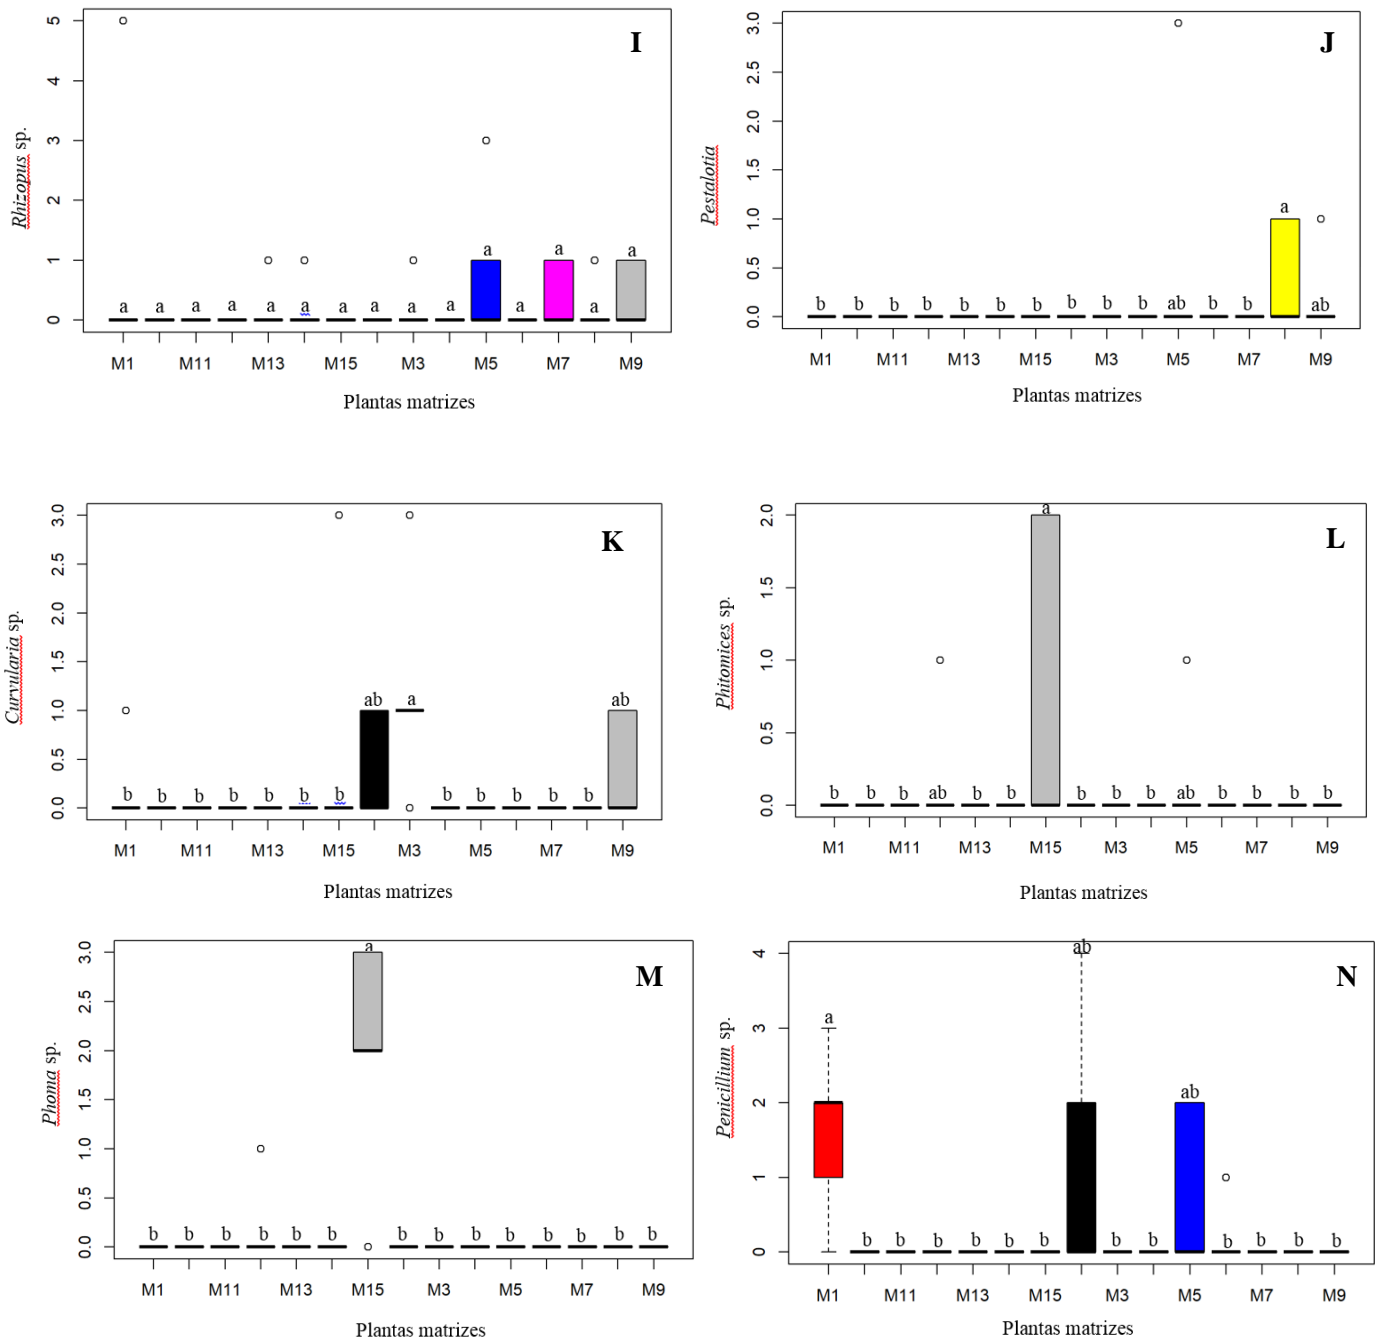 I
Rhizopus sp.
5
4
3
2
1
0
a a a a a a a a a a a a a a a
M1 M11 M13 M15 M3 M5 M7 M9
Plantas matrizes
J
Pestalotia
3.0
2.5
2.0
1.5
1.0
0.5
0.0
b b b b b b b b b b ab b b a ab
M1 M11 M13 M15 M3 M5 M7 M9
Plantas matrizes
K
Curvularia sp.
3.0
2.5
2.0
1.5
1.0
0.5
0.0
b b b b b b b ab a b b b b b ab
M1 M11 M13 M15 M3 M5 M7 M9
Plantas matrizes
L
Phitomices sp.
2.0
1.5
1.0
0.5
0.0
b b b ab b b a b b b ab b b b b
M1 M11 M13 M15 M3 M5 M7 M9
Plantas matrizes
M
Phoma sp.
3.0
2.5
2.0
1.5
1.0
0.5
0.0
b b b b b b a b b b b b b b b
M1 M11 M13 M15 M3 M5 M7 M9
Plantas matrizes
N
Penicillium sp.
4
3
2
1
0
a b b b b b b ab b b ab b b b b
M1 M11 M13 M15 M3 M5 M7 M9
Plantas matrizes